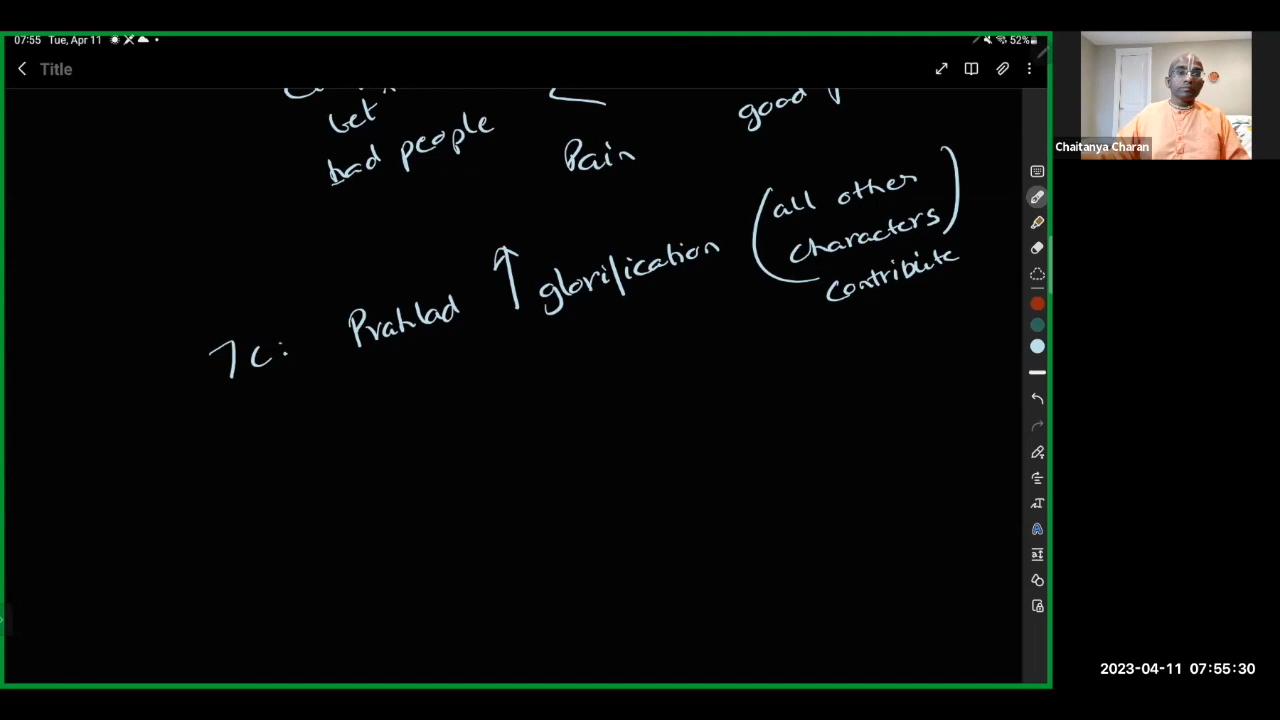 07:55 Tue, Apr 11
52%
Title
bet
bad people
Pain
good
(all other
characters)
contribute
7 C: Prahlad ↑ glorification
Chaitanya Charan
2023-04-11 07:55:30